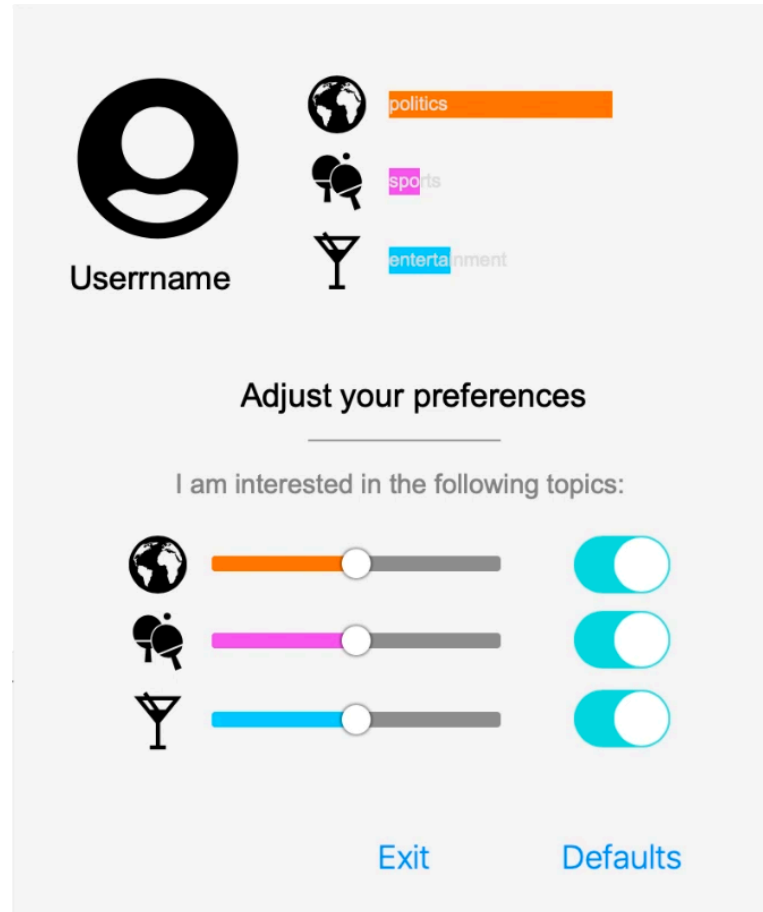 politics
sports
entertainment
Userrname
Adjust your preferences
I am interested in the following topics:
Exit Defaults